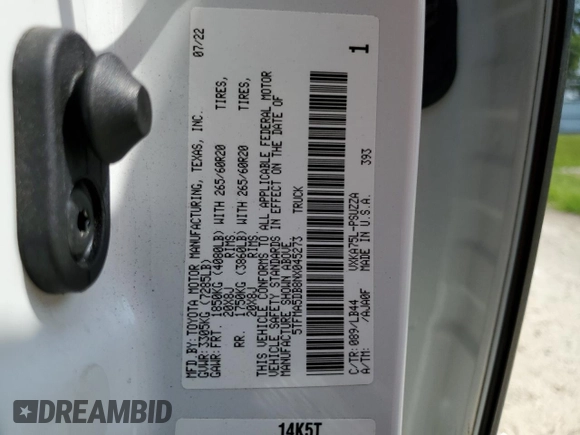 MFD.BY: TOYOTA MOTOR MANUFACTURING, TEXAS, INC. 07/22
GVWR: 3305KG (7285LB)
GAWR: FRT. 1850KG (4080LB) WITH 265/60R20 TIRES,
20X8J RIMS
RR. 1750KG (3860LB) WITH 265/60R20 TIRES,
20X8J RIMS
THIS VEHICLE CONFORMS TO ALL APPLICABLE FEDERAL MOTOR
VEHICLE SAFETY STANDARDS IN EFFECT ON THE DATE OF
MANUFACTURE SHOWN ABOVE.
5TFMA5DB8NX045273 TRUCK
1
C/TR: 089/LB44 VXKA75L-PSUZZA
A/TM: /AJA0F MADE IN U.S.A. 393
14K5T
DREAMBID